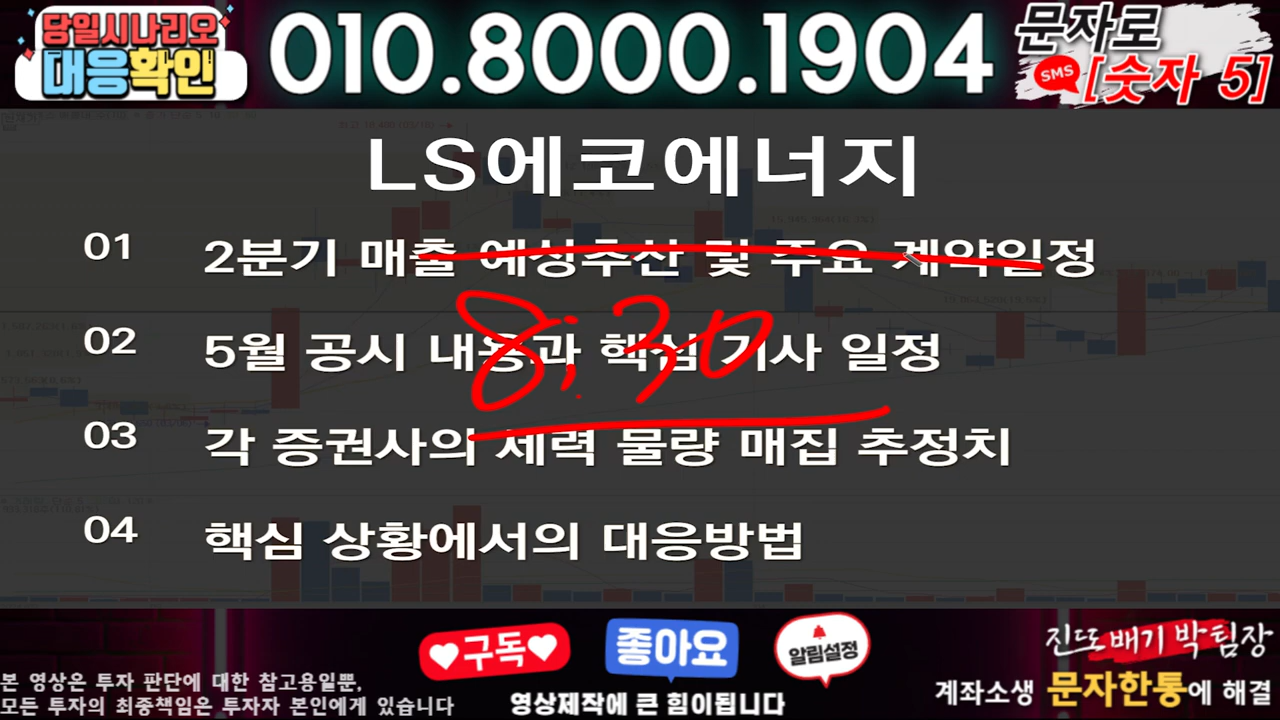 당일시나리오
대응확인
010.8000.1904
문자로
SMS
[숫자 5]
LS에코에너지
01 2분기 매출 예상추산 및 주요 계약일정
02 5월 공시 내용과 핵심 기사 일정
8:30
03 각 증권사의 세력 물량 매집 추정치
04 핵심 상황에서의 대응방법
구독
좋아요
알림설정
영상제작에 큰 힘이됩니다
본 영상은 투자 판단에 대한 참고용일뿐,
모든 투자의 최종책임은 투자자 본인에게 있습니다
진또배기 박팀장
계좌소생 문자한통에 해결